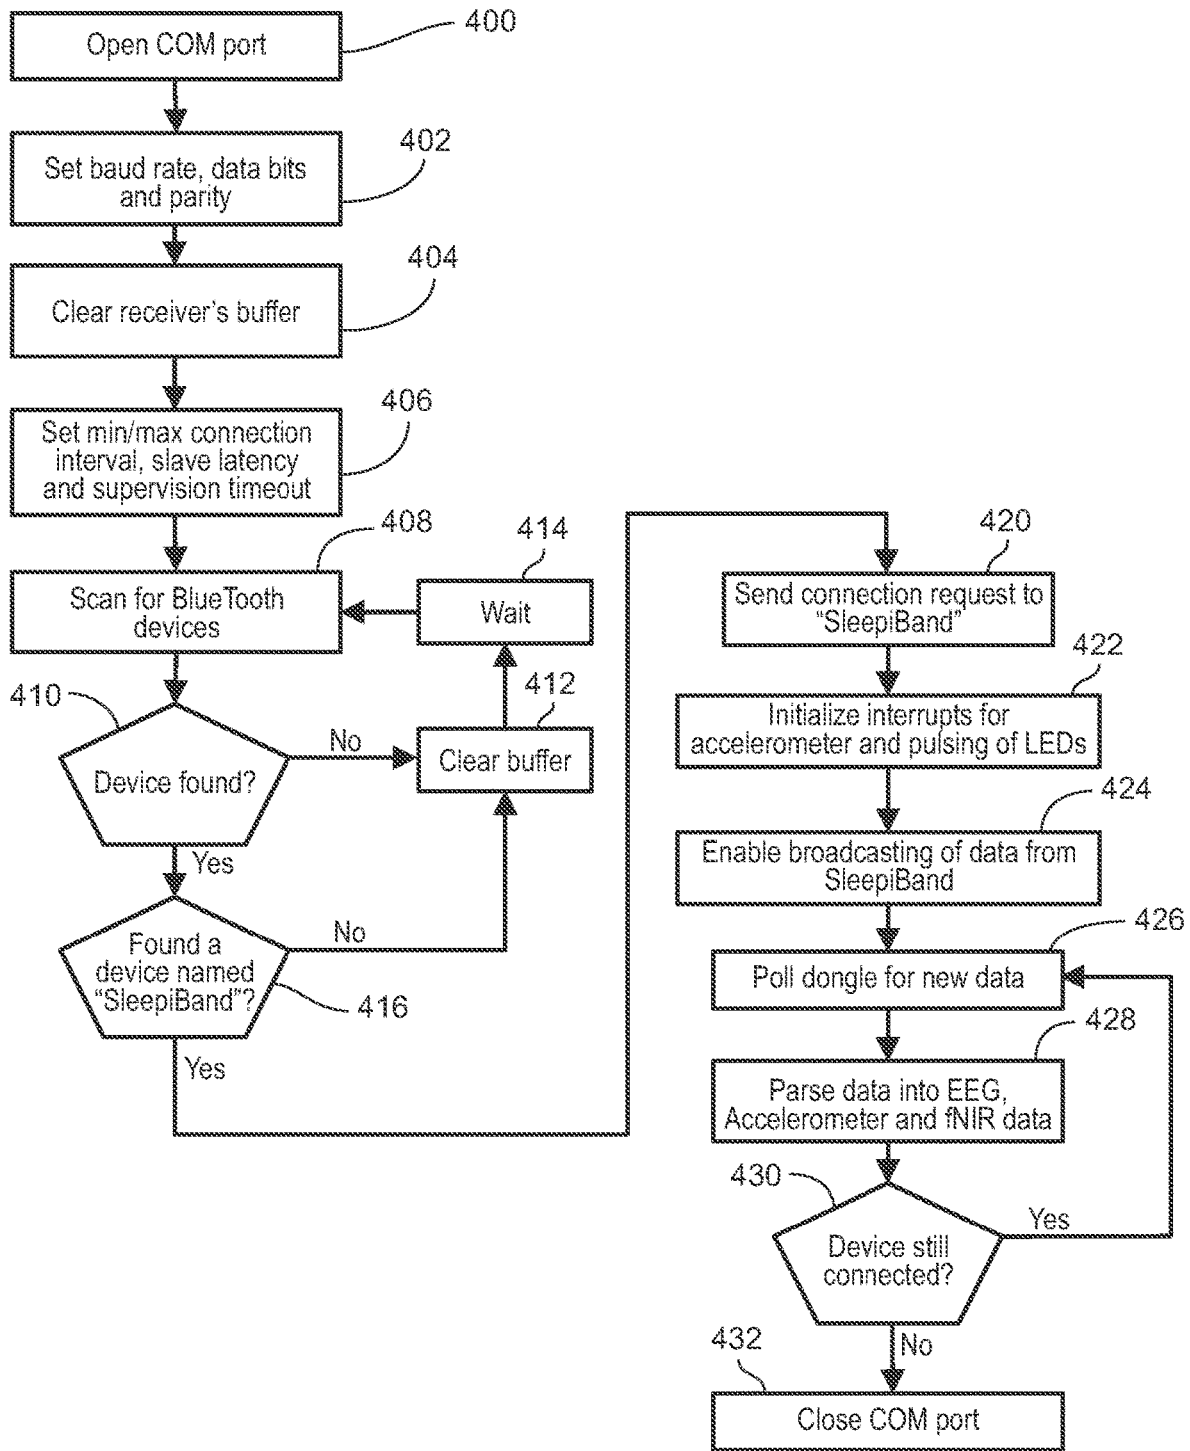 400
Open COM port
402
Set baud rate, data bits
and parity
404
Clear receiver's buffer
406
Set min/max connection
interval, slave latency
and supervision timeout
408
Scan for BlueTooth
devices
414
Wait
410
Device found?
No
412
Clear buffer
Yes
Found a
device named
"SleepiBand"?
No
416
Yes
420
Send connection request to
"SleepiBand"
422
Initialize interrupts for
accelerometer and pulsing of LEDs
424
Enable broadcasting of data from
SleepiBand
426
Poll dongle for new data
428
Parse data into EEG,
Accelerometer and fNIR data
430
Device still
connected?
Yes
No
432
Close COM port